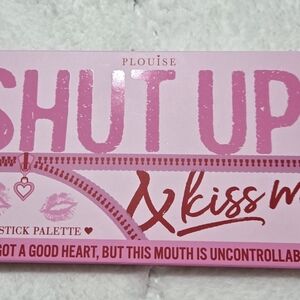 PLOUISE
SHUT UP
& kiss m
STICK PALETTE ♥
GOT A GOOD HEART, BUT THIS MOUTH IS UNCONTROLLAB